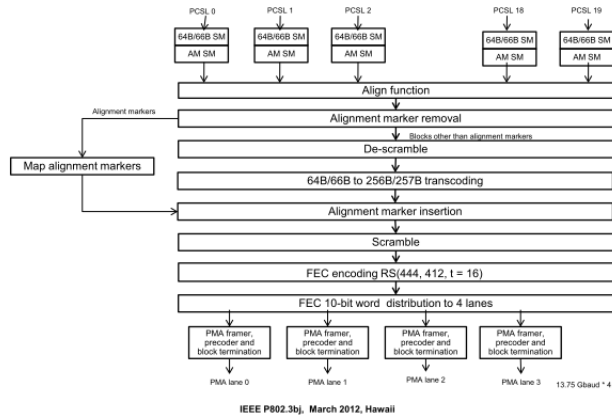 PCSL 0 PCSL 1 PCSL 2 PCSL 18 PCSL 19
64B/66B SM 64B/66B SM 64B/66B SM 64B/66B SM 64B/66B SM
AM SM AM SM AM SM AM SM AM SM
Align function
Alignment markers
Alignment marker removal
Blocks other than alignment markers
De-scramble
Map alignment markers
64B/66B to 256B/257B transcoding
Alignment marker insertion
Scramble
FEC encoding RS(444, 412, t = 16)
FEC 10-bit word distribution to 4 lanes
PMA framer, PMA framer, PMA framer, PMA framer,
precoder and precoder and precoder and precoder and
block termination block termination block termination block termination
PMA lane 0 PMA lane 1 PMA lane 2 PMA lane 3 13.75 Gbaud * 4
IEEE P802.3bj, March 2012, Hawaii